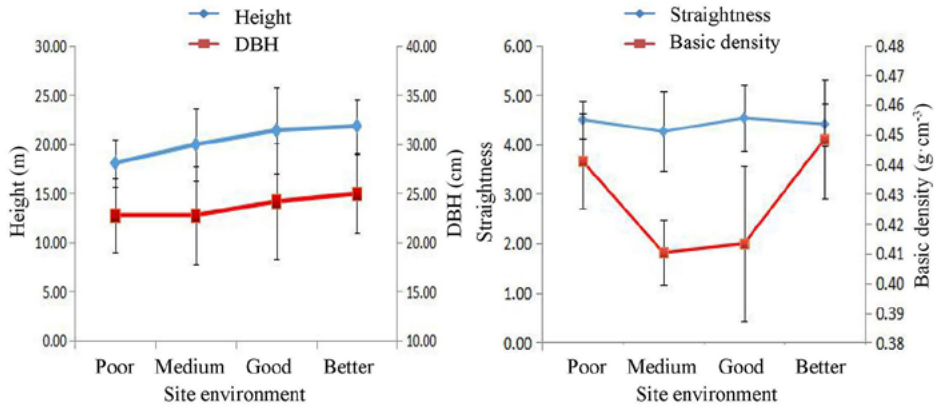 Height
DBH
30.00
25.00
20.00
15.00
10.00
5.00
0.00
Height (m)
40.00
35.00
30.00
25.00
20.00
15.00
10.00
DBH (cm)
Poor Medium Good Better
Site environment
Straightness
Basic density
6.00
5.00
4.00
3.00
2.00
1.00
0.00
Straightness
0.48
0.47
0.46
0.45
0.44
0.43
0.42
0.41
0.40
0.39
0.38
Basic density (g·cm⁻³)
Poor Medium Good Better
Site environment